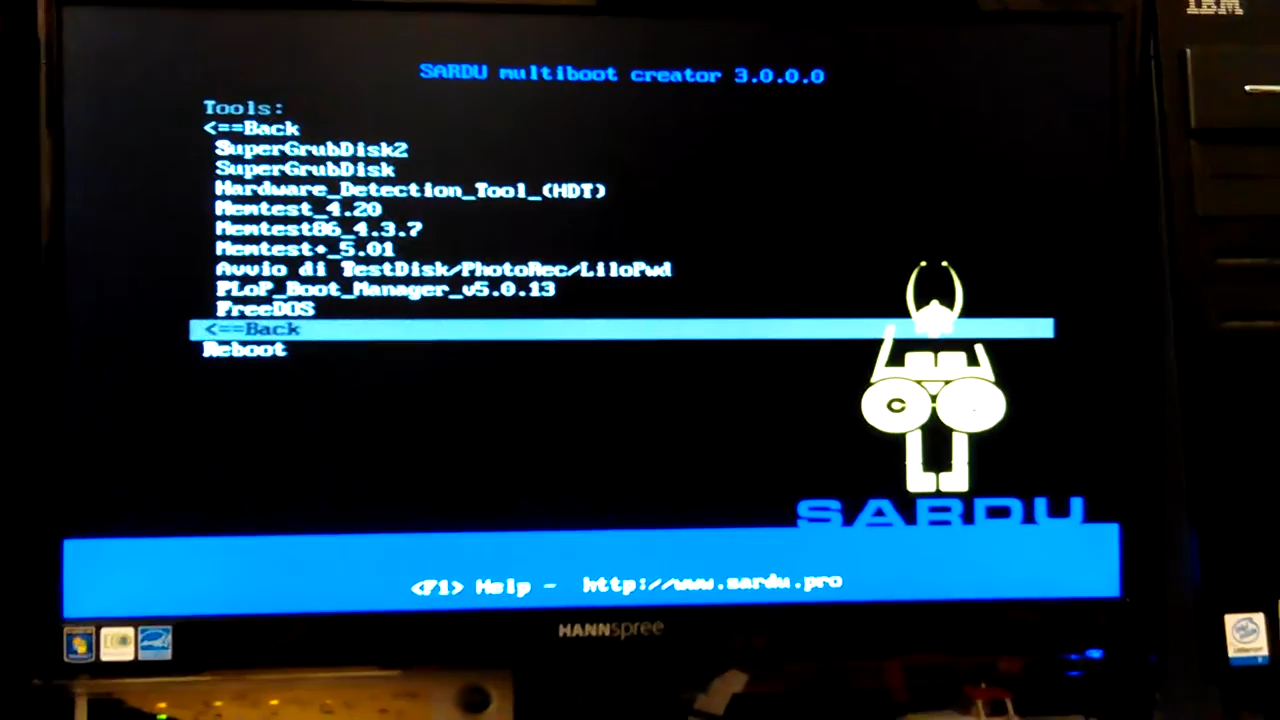 IBM
SARDU multiboot creator 3.0.0.0
Tools:
<==Back
SuperGrubDisk2
SuperGrubDisk
Hardware_Detection_Tool_(HDT)
Memtest_4.20
Memtest86_4.3.7
Memtest+_5.01
Avvio di TestDisk/PhotoRec/LiloPwd
PLoP_Boot_Manager_v5.0.13
FreeDOS
<==Back
Reboot
C
SARDU
<F1> Help - http://www.sardu.pro
HANNspree